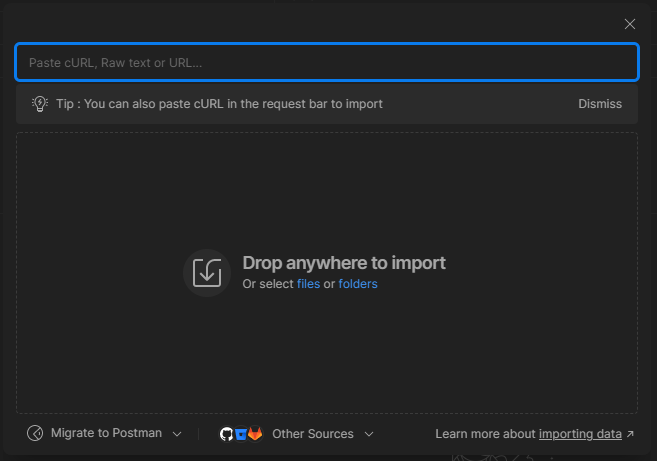 Paste cURL, Raw text or URL...
Tip : You can also paste cURL in the request bar to import
Dismiss
Drop anywhere to import
Or select files or folders
Migrate to Postman
Other Sources
Learn more about importing data ↗